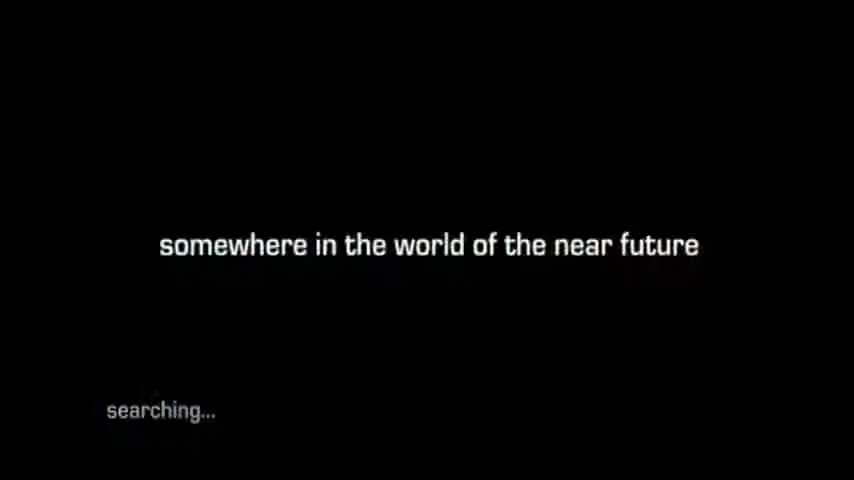 somewhere in the world of the near future
searching...